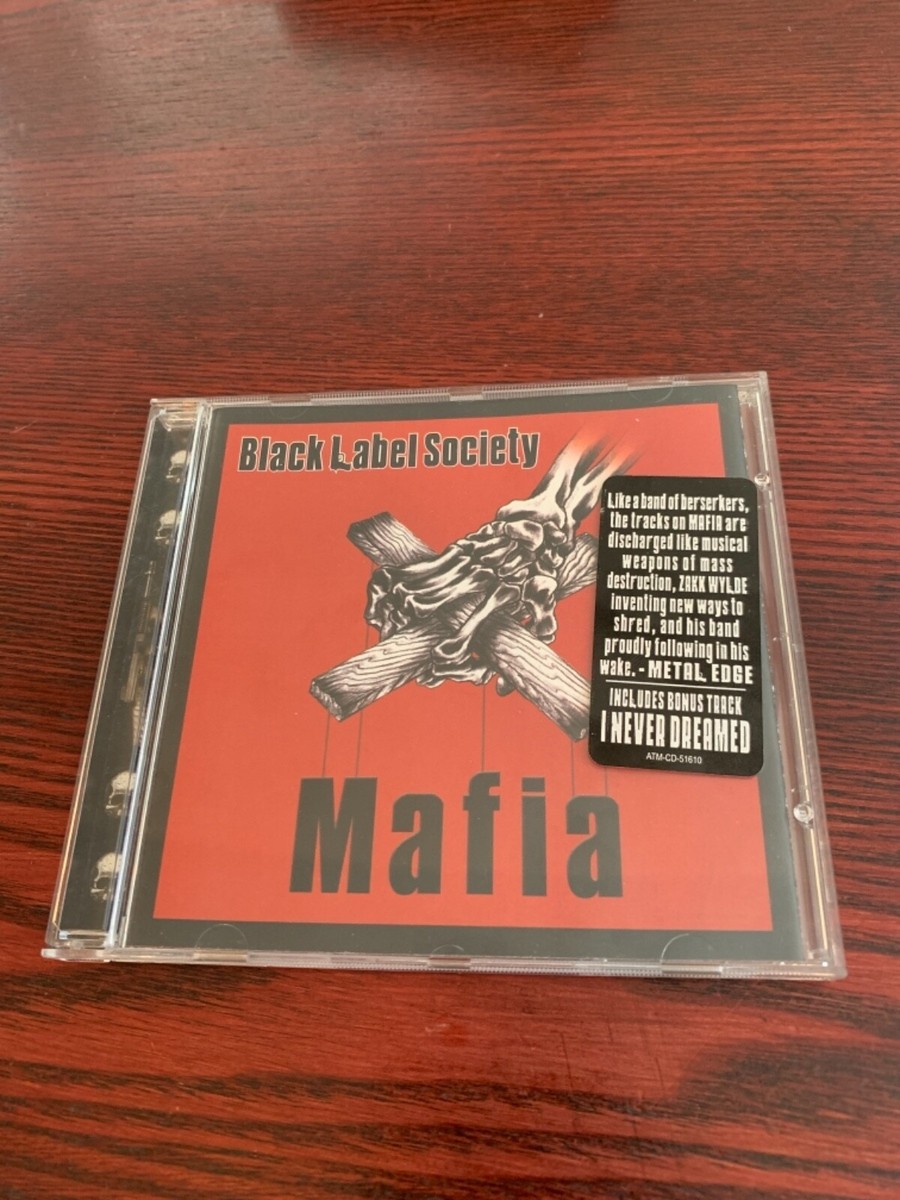 Black Label Society
Like a band of berserkers,
the tracks on MAFIA are
discharged like musical
weapons of mass
destruction, ZAKK WYLDE
inventing new ways to
shred, and his band
proudly following in his
wake. - METAL EDGE
INCLUDES BONUS TRACK
I NEVER DREAMED
ATM-CD-51610
Mafia